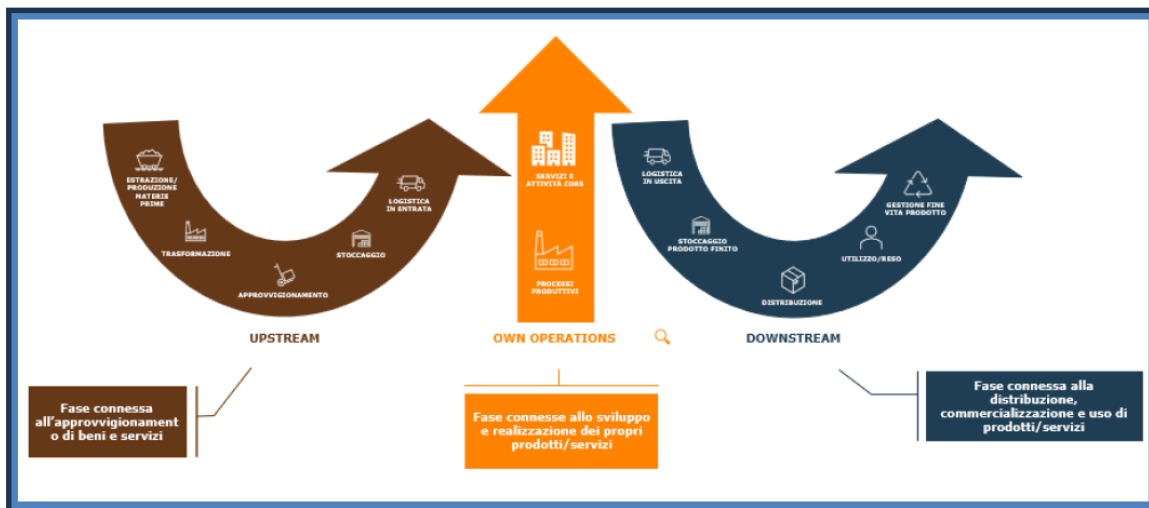 ESTRAZIONE/
PRODUZIONE
MATERIE
PRIME
TRASFORMAZIONE
APPROVVIGIONAMENTO
STOCCAGGIO
LOGISTICA
IN ENTRATA
UPSTREAM
Fase connessa
all'approvvigionament
o di beni e servizi
SERVIZI E
ATTIVITÀ CORE
PROCESSI
PRODUTTIVI
OWN OPERATIONS
Fase connesse allo sviluppo
e realizzazione dei propri
prodotti/servizi
LOGISTICA
IN USCITA
STOCCAGGIO
PRODOTTO FINITO
DISTRIBUZIONE
UTILIZZO/RESO
GESTIONE FINE
VITA PRODOTTO
DOWNSTREAM
Fase connessa alla
distribuzione,
commercializzazione e uso di
prodotti/servizi